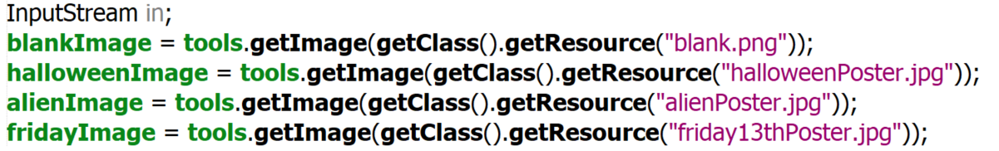 InputStream in;
blankImage = tools.getImage(getClass().getResource("blank.png"));
halloweenImage = tools.getImage(getClass().getResource("halloweenPoster.jpg"));
alienImage = tools.getImage(getClass().getResource("alienPoster.jpg"));
fridayImage = tools.getImage(getClass().getResource("friday13thPoster.jpg"));